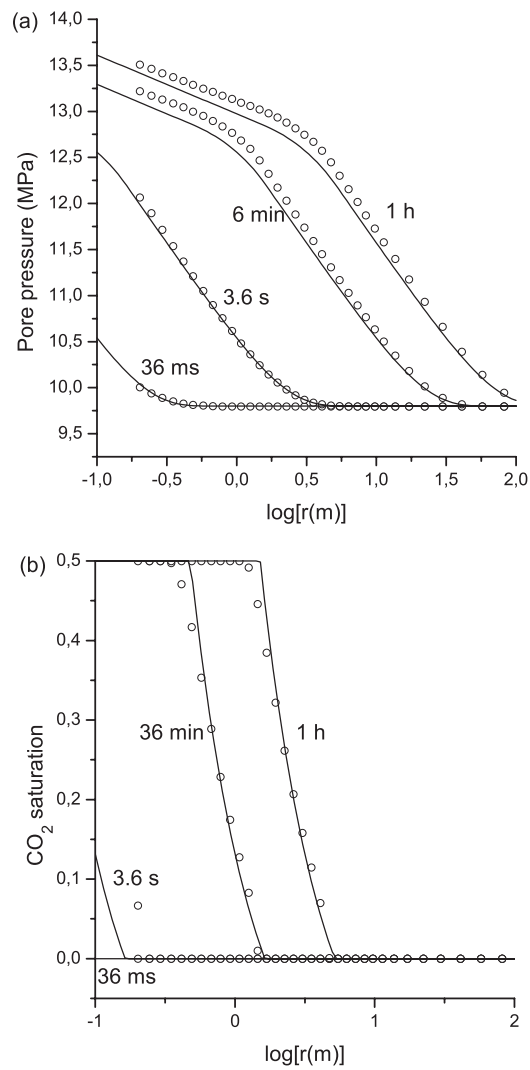 (a)
14,0
13,5
13,0
12,5
12,0
11,5
11,0
10,5
10,0
9,5
Pore pressure (MPa)
1 h
6 min
3.6 s
36 ms
-1,0 -0,5 0,0 0,5 1,0 1,5 2,0
log[r(m)]
(b)
0,5
0,4
0,3
0,2
0,1
0,0
CO2 saturation
36 min
1 h
3.6 s
36 ms
-1 0 1 2
log[r(m)]